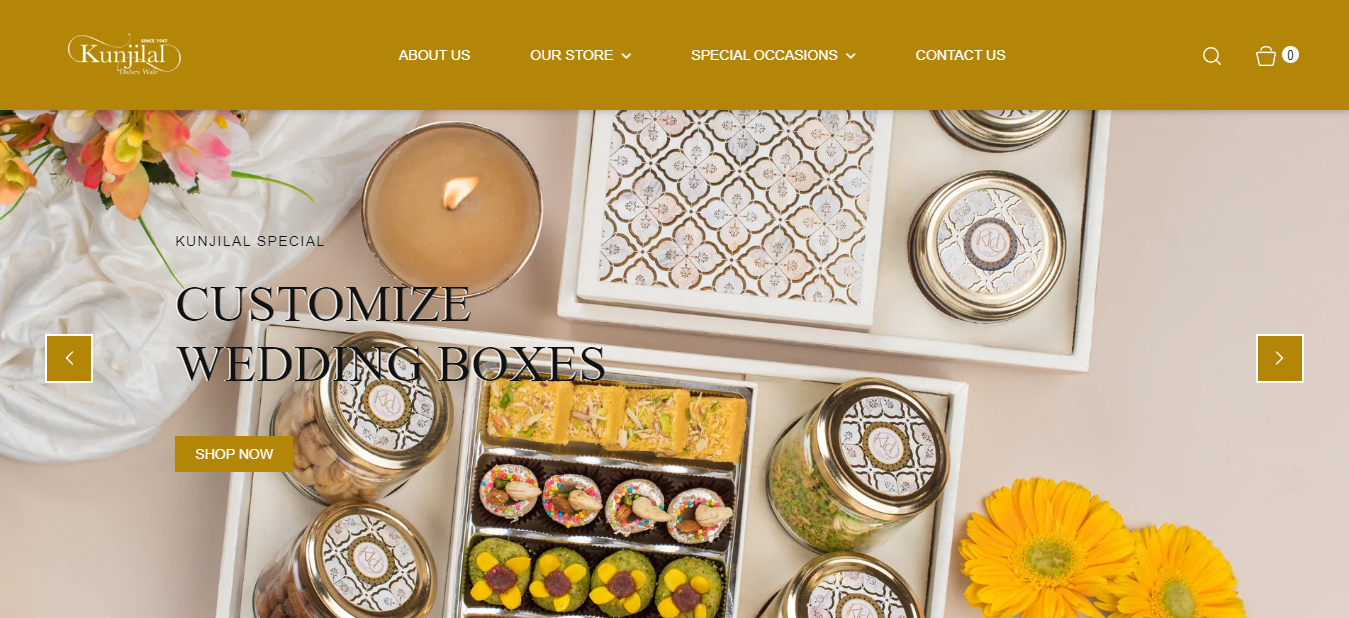 SINCE 1947
Kunjilal
Dalsev Wale
ABOUT US
OUR STORE
SPECIAL OCCASIONS
CONTACT US
0
KUNJILAL SPECIAL
CUSTOMIZE
WEDDING BOXES
SHOP NOW